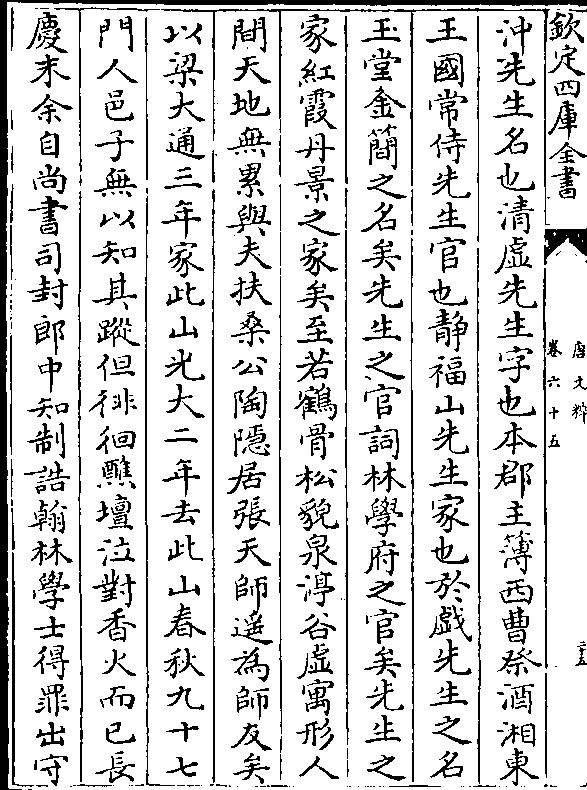 欽定四庫全書
唐文粹
卷六十五
二十五
沖先生名也清虛先生字也本郡主簿西曹祭酒湘東
王國常侍先生官也靜福山先生家也於戲先生之名
玉堂金簡之名矣先生之官詞林學府之官矣先生之
家紅霞丹景之家矣至若鶴骨松貌泉渟谷虛寓形人
間天地無累與夫扶桑公陶隱居張天師遥為師友矣
以梁大通三年家此山光大二年去此山春秋九十七
門人邑子無以知其蹤但徘徊醮壇泣對香火而已長
慶末余自尚書司封郎中知制誥翰林學士得罪出守